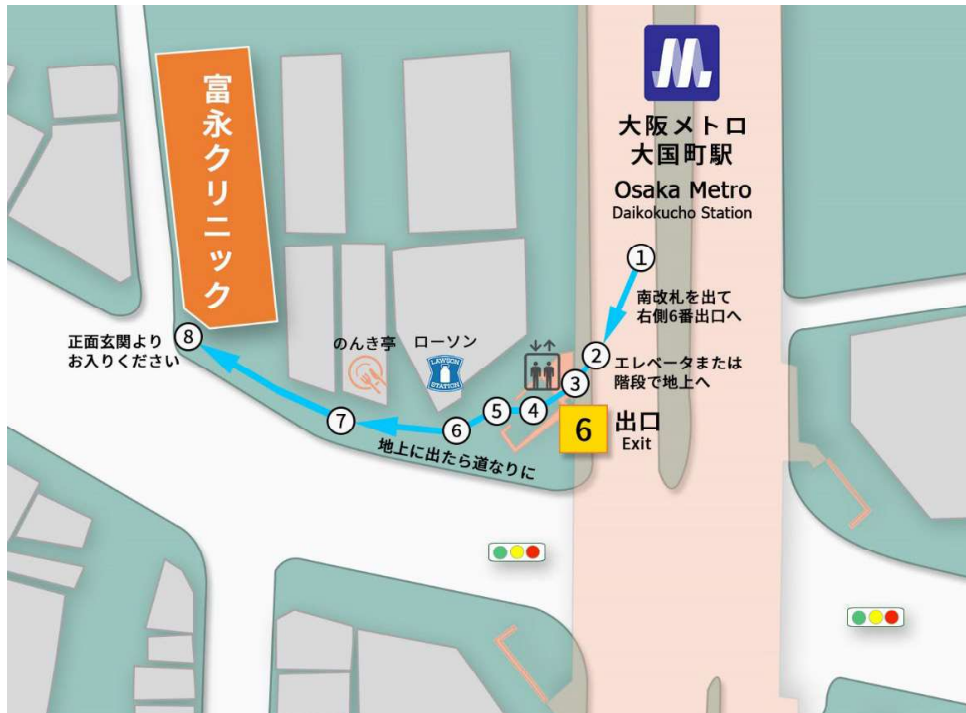 大阪メトロ
大国町駅
Osaka Metro
Daikokucho Station
富永クリニック
①
南改札を出て
右側6番出口へ
②
エレベータまたは
階段で地上へ
③
④
⑤
6
出口
Exit
⑥
ローソン
LAWSON
STATION
のんき亭
地上に出たら道なりに
⑦
⑧
正面玄関より
お入りください